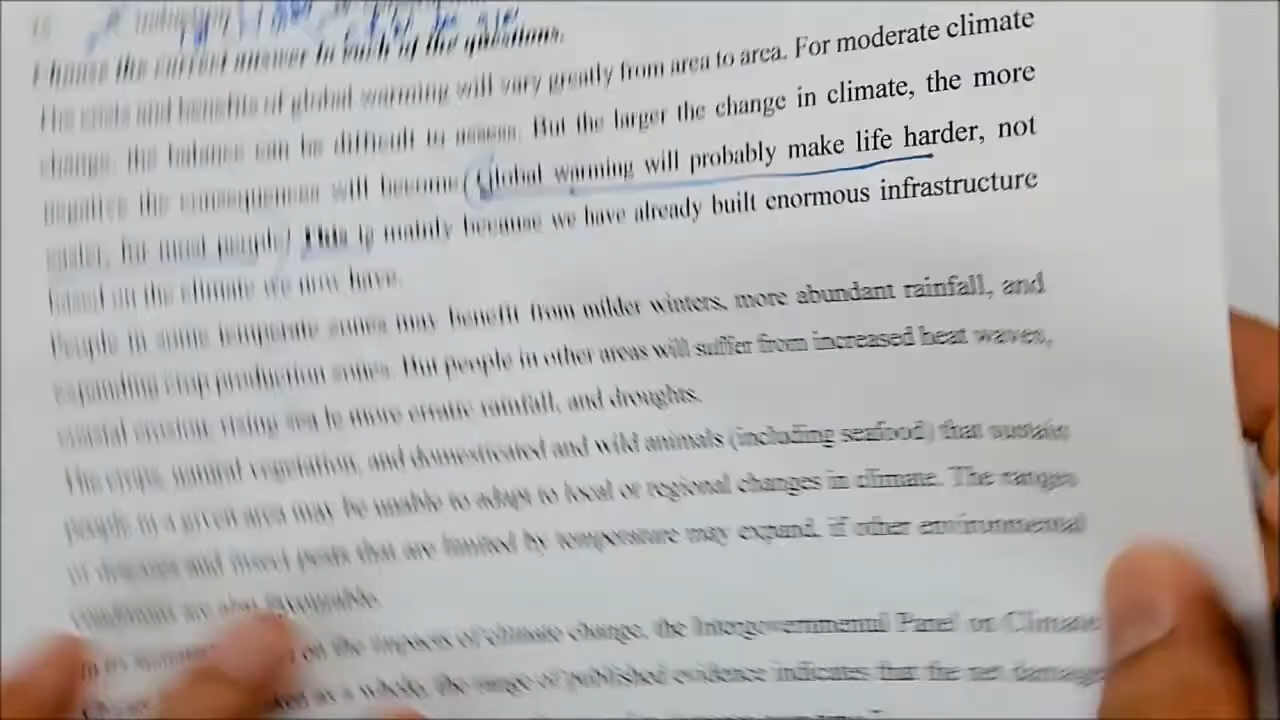 Choose the correct answer to each of the questions.
The costs and benefits of global warming will vary greatly from area to area. For moderate climate
change, the balance can be difficult to assess. But the larger the change in climate, the more
negative the consequences will become. Global warming will probably make life harder, not
easier, for most people. This is mainly because we have already built enormous infrastructure
based on the climate we now have.
People in some temperate zones may benefit from milder winters, more abundant rainfall, and
expanding crop production zones. But people in other areas will suffer from increased heat waves,
coastal erosion, rising sea le more erratic rainfall, and droughts.
The crops, natural vegetation, and domesticated and wild animals (including seafood) that sustain
people in a given area may be unable to adapt to local or regional changes in climate. The ranges
of diseases and insect pests that are limited by temperature may expand, if other environmental
conditions are also favourable.
on the impacts of climate change, the Intergovernmental Panel on Climate
as a whole, the range of published evidence indicates that the net damage